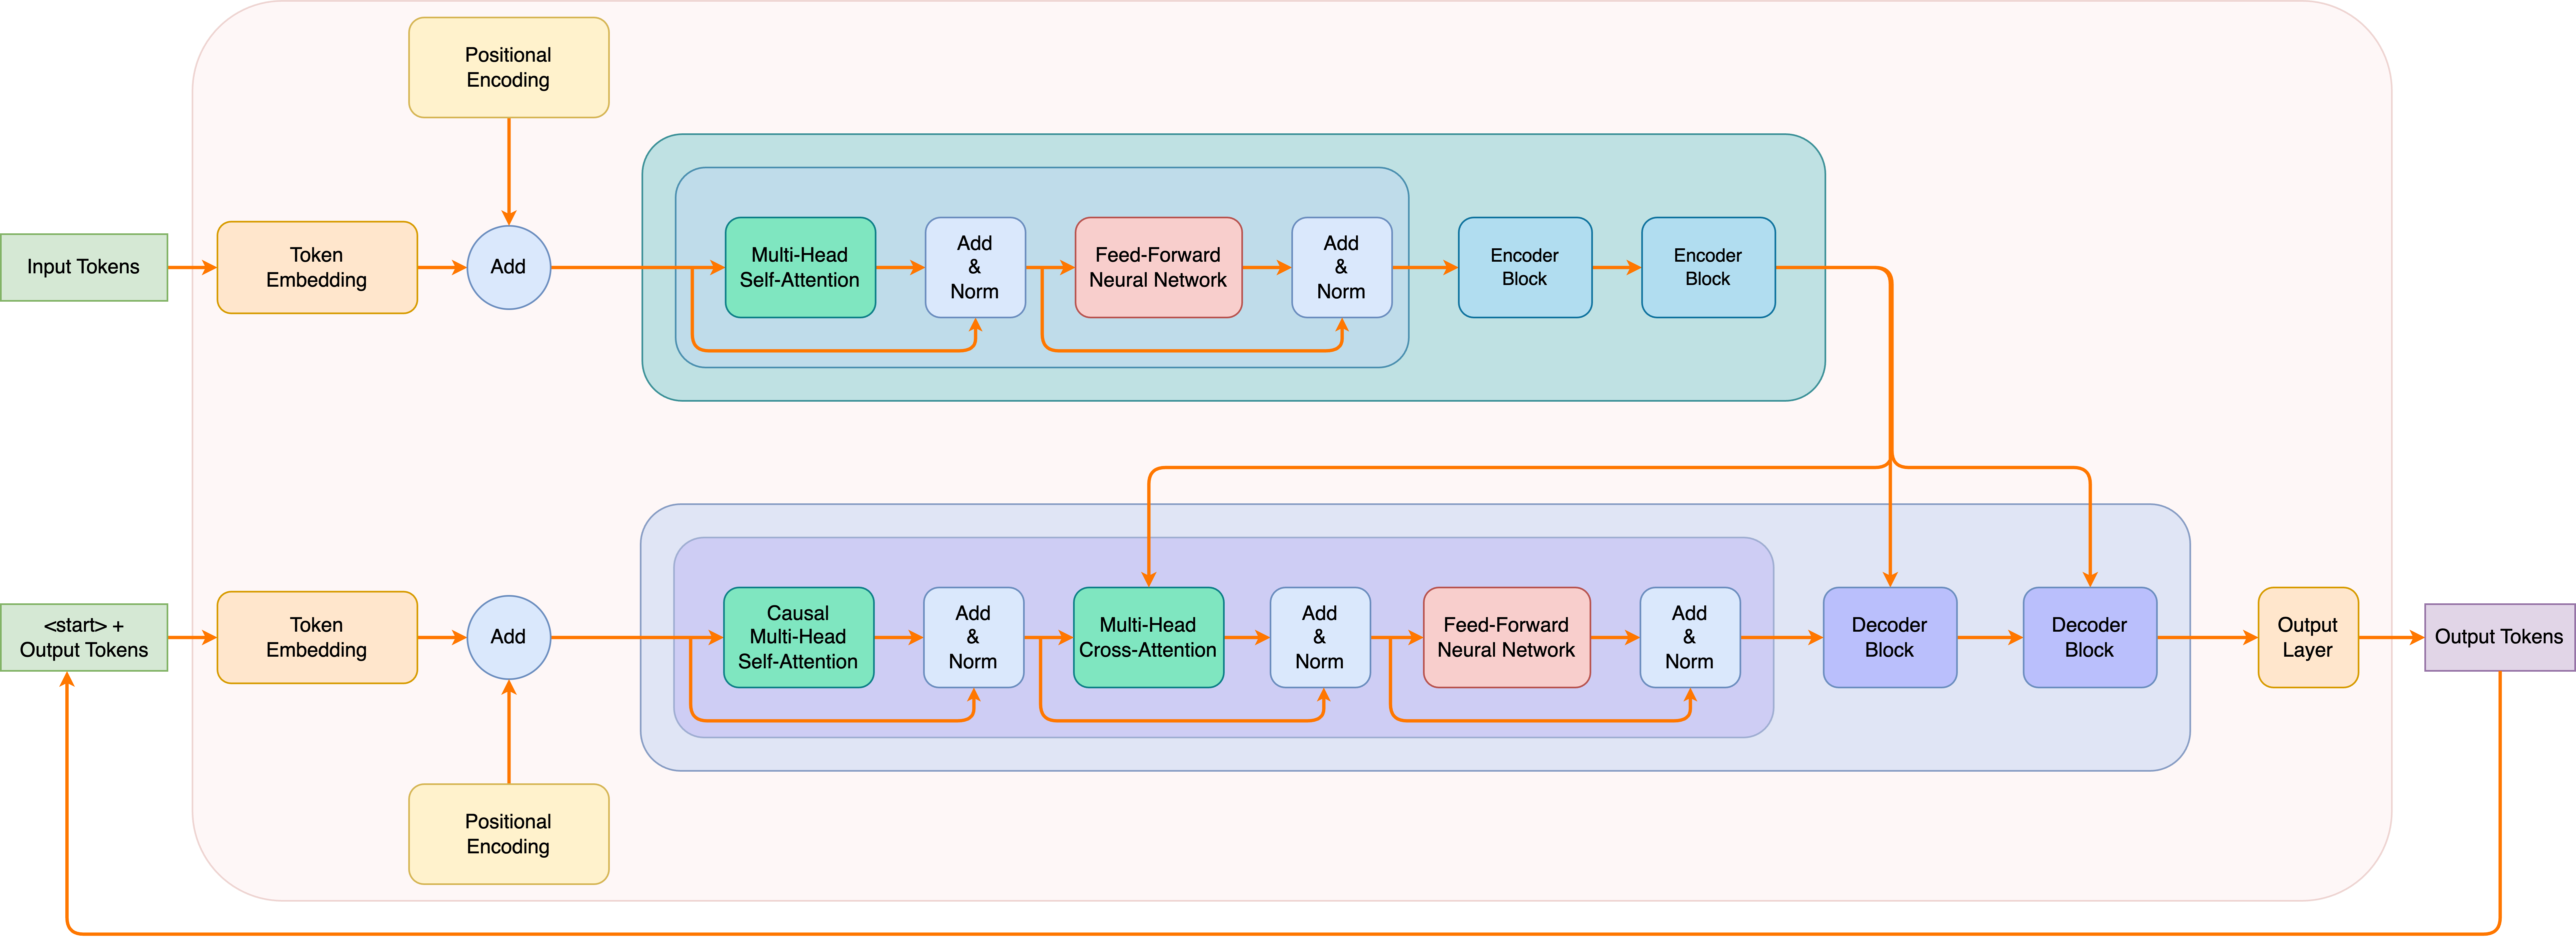 Positional
Encoding
Input Tokens
Token
Embedding
Add
Multi-Head
Self-Attention
Add
&
Norm
Feed-Forward
Neural Network
Add
&
Norm
Encoder
Block
Encoder
Block
<start> +
Output Tokens
Token
Embedding
Add
Causal
Multi-Head
Self-Attention
Add
&
Norm
Multi-Head
Cross-Attention
Add
&
Norm
Feed-Forward
Neural Network
Add
&
Norm
Decoder
Block
Decoder
Block
Output
Layer
Output Tokens
Positional
Encoding